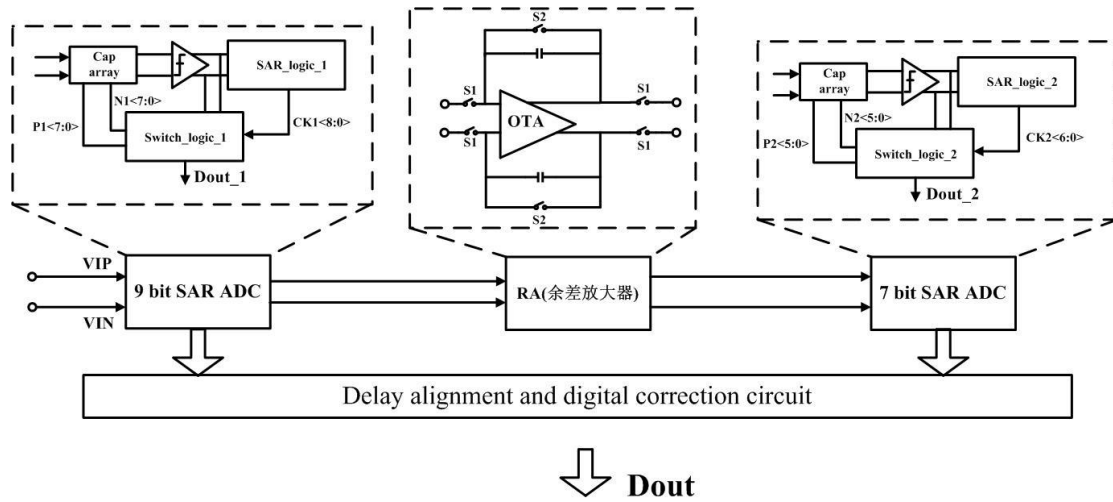 Cap
array
SAR_logic_1
N1<7:0>
P1<7:0>
Switch_logic_1
CK1<8:0>
Dout_1
S2
S1
S1
OTA
S1
S1
S2
Cap
array
SAR_logic_2
N2<5:0>
P2<5:0>
Switch_logic_2
CK2<6:0>
Dout_2
VIP
9 bit SAR ADC
VIN
RA(余差放大器)
7 bit SAR ADC
Delay alignment and digital correction circuit
Dout